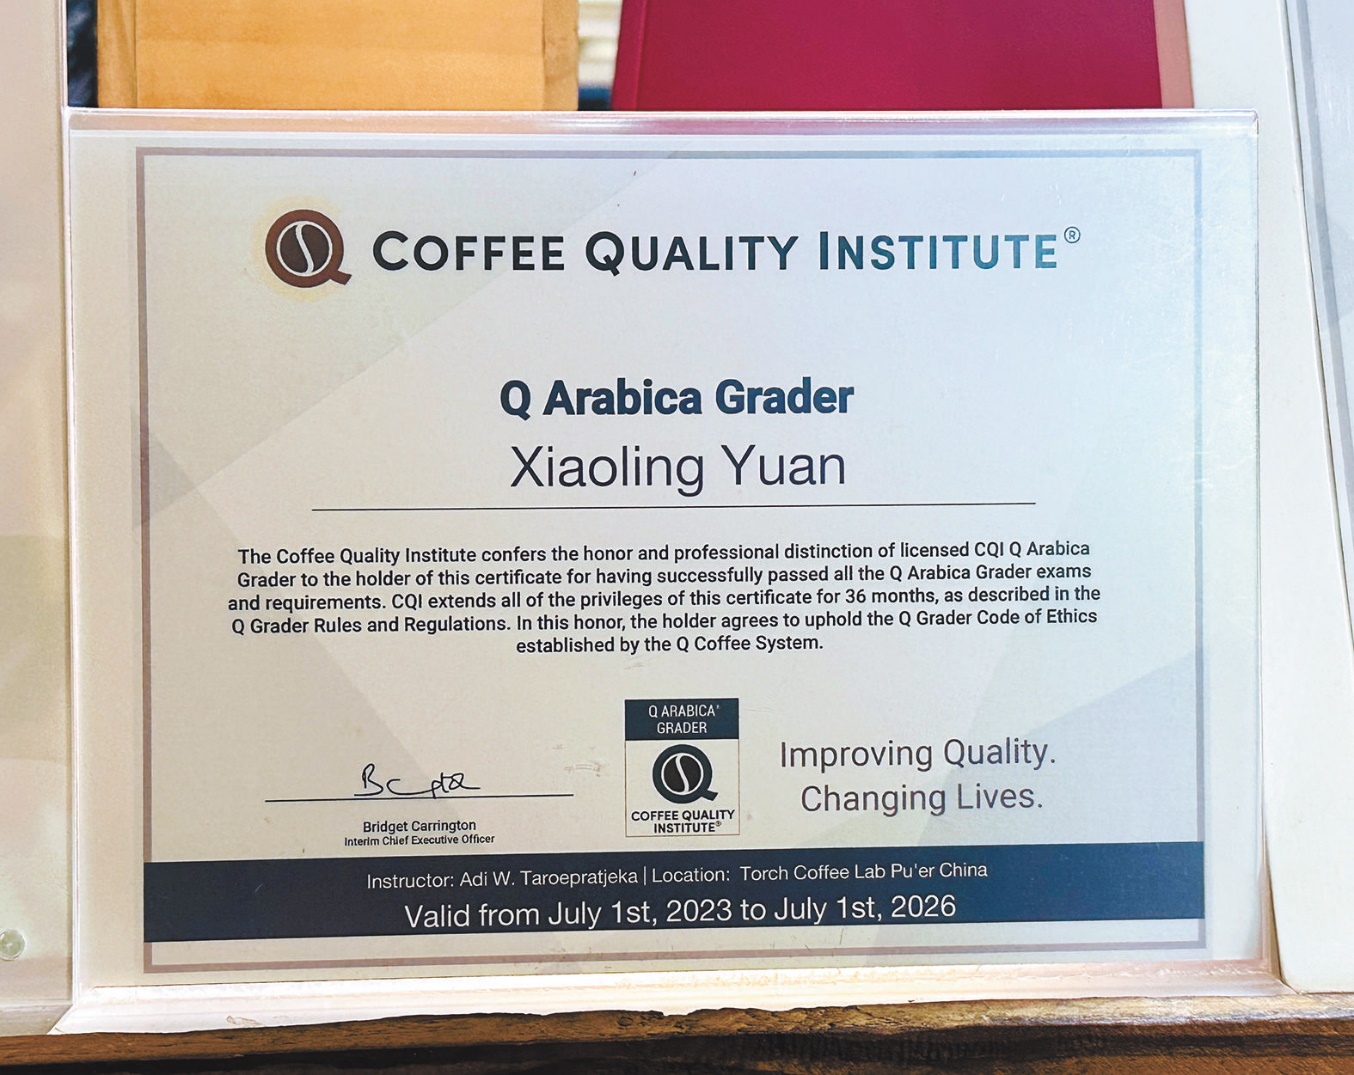 COFFEE QUALITY INSTITUTE®
Q Arabica Grader
Xiaoling Yuan
The Coffee Quality Institute confers the honor and professional distinction of licensed CQI Q Arabica
Grader to the holder of this certificate for having successfully passed all the Q Arabica Grader exams
and requirements. CQI extends all of the privileges of this certificate for 36 months, as described in the
Q Grader Rules and Regulations. In this honor, the holder agrees to uphold the Q Grader Code of Ethics
established by the Q Coffee System.
Bridget Carrington
Interim Chief Executive Officer
Q ARABICA
GRADER
COFFEE QUALITY
INSTITUTE®
Improving Quality.
Changing Lives.
Instructor: Adi W. Taroepratjeka | Location: Torch Coffee Lab Pu'er China
Valid from July 1st, 2023 to July 1st, 2026